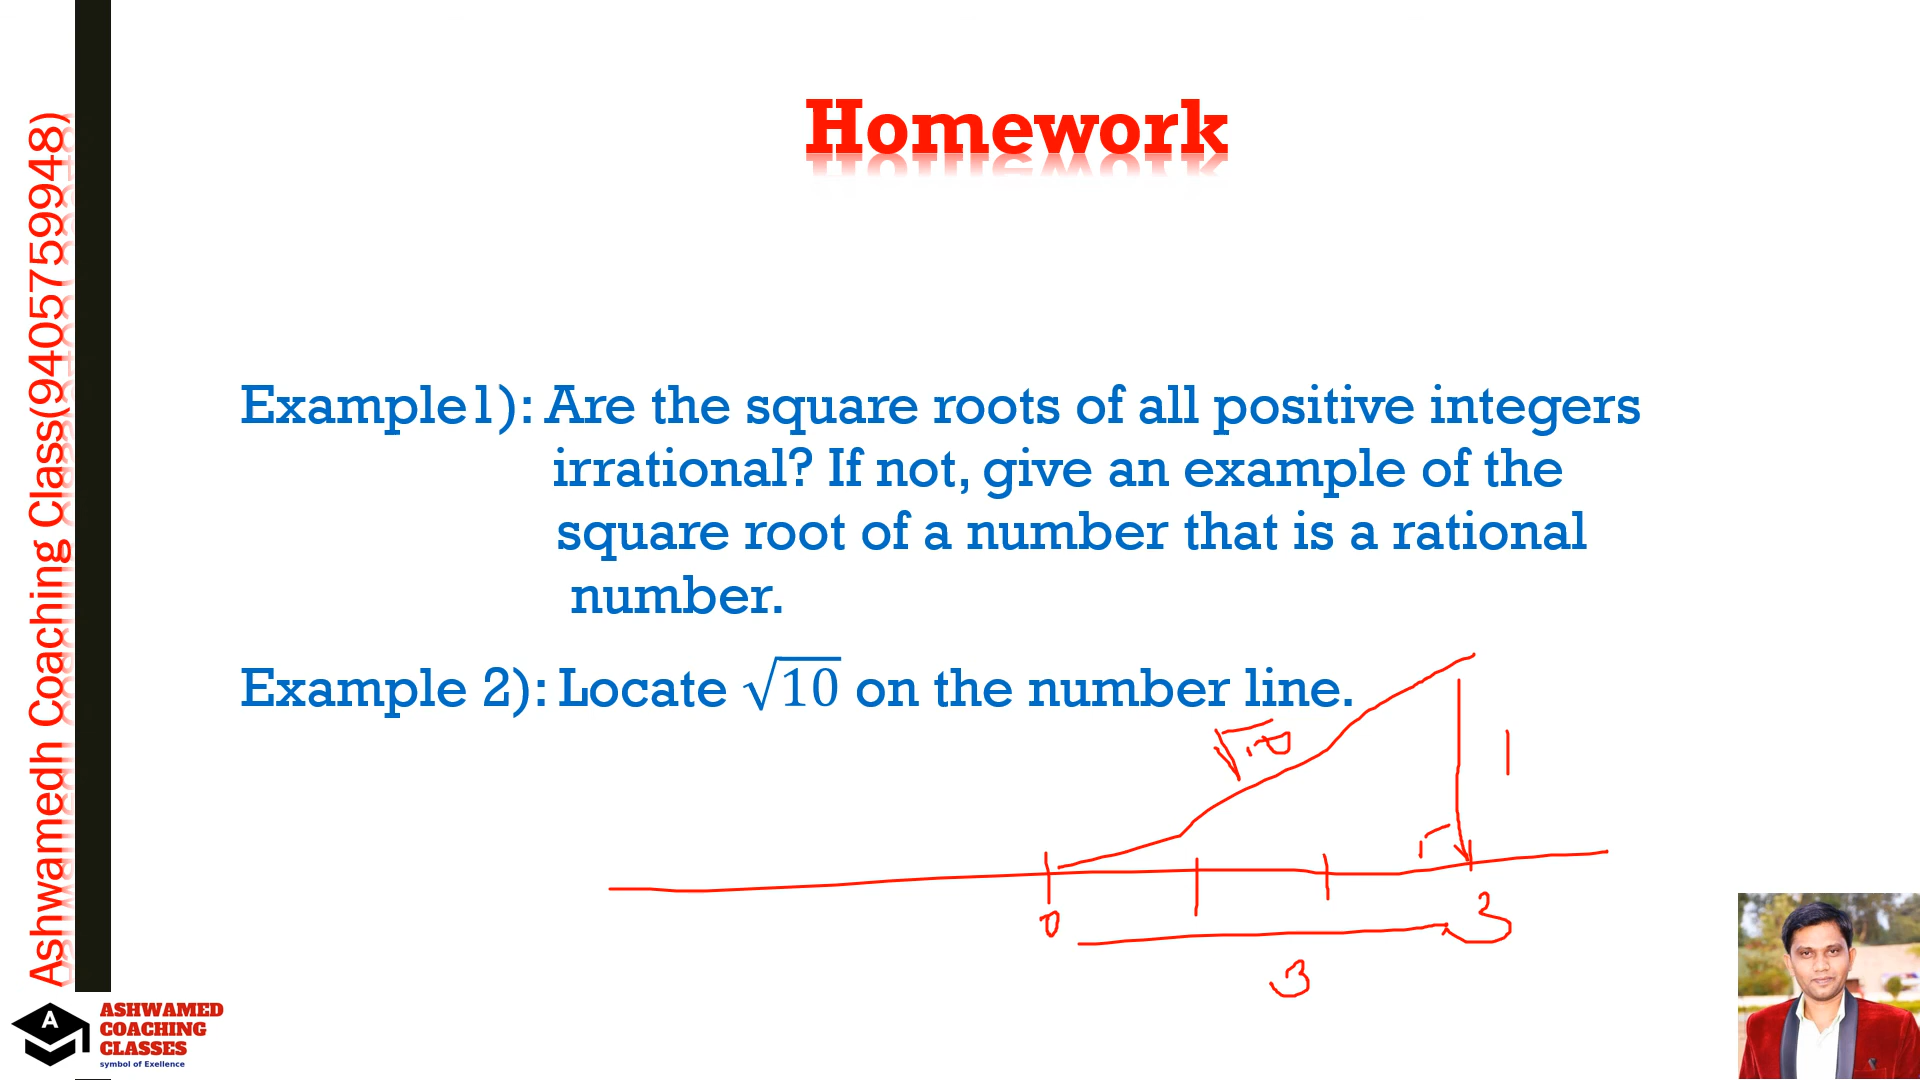 Homework
Ashwamedh Coaching Class(9405759948)
Example1): Are the square roots of all positive integers
irrational? If not, give an example of the
square root of a number that is a rational
number.
Example 2): Locate √10 on the number line.
√10
1
0
3
3
A
ASHWAMED
COACHING
CLASSES
symbol of Exellence